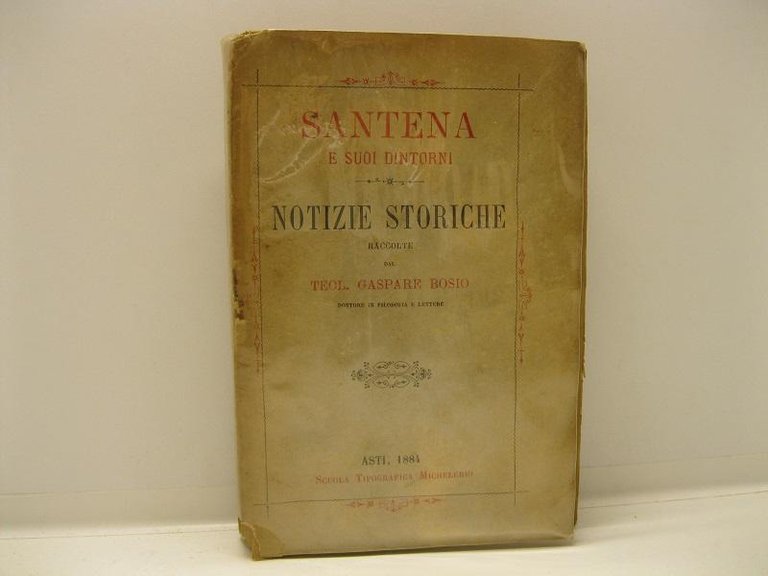 SANTENA
E SUOI DINTORNI
NOTIZIE STORICHE
RACCOLTE
DAL
TEOL. GASPARE BOSIO
DOTTORE IN FILOSOFIA E LETTERE
ASTI, 1884
SCUOLA TIPOGRAFICA MICHELERIO